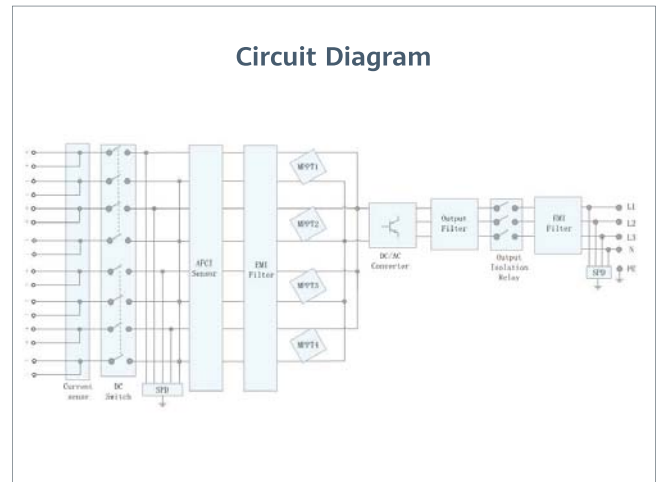 Circuit Diagram
MPPT1
MPPT2
MPPT3
MPPT4
AFCI
Sensor
EMI
Filter
DC/AC
Converter
Output
Filter
Output
Isolation
Relay
EMI
Filter
L1
L2
L3
N
PE
SPD
Current
sensor
DC
Switch
SPD